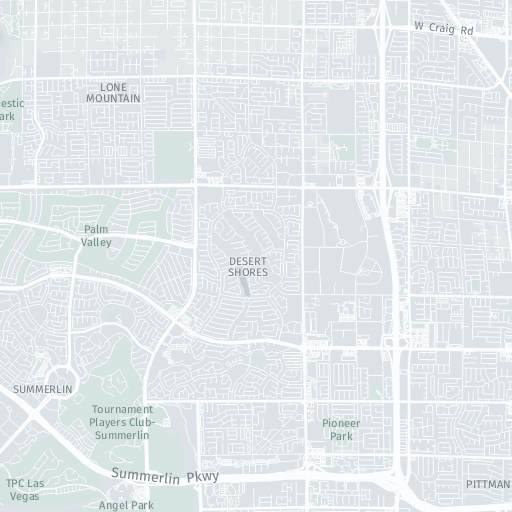 W Craig Rd
LONE
MOUNTAIN
estic
ark
Palm
Valley
DESERT
SHORES
SUMMERLIN
Tournament
Players Club-
Summerlin
Pioneer
Park
Summerlin Pkwy
TPC Las
Vegas
Angel Park
PITTMAN